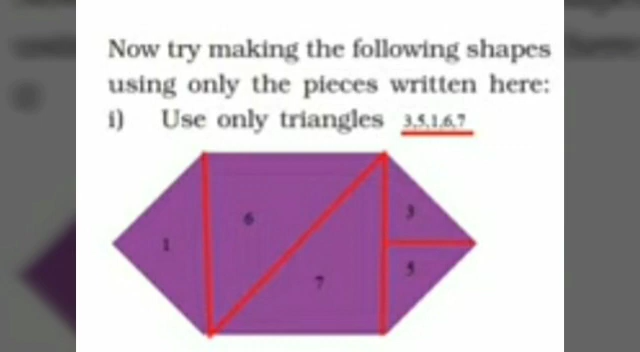 Now try making the following shapes
using only the pieces written here:
i) Use only triangles 3,5,1,6,7
6
3
1
5
7